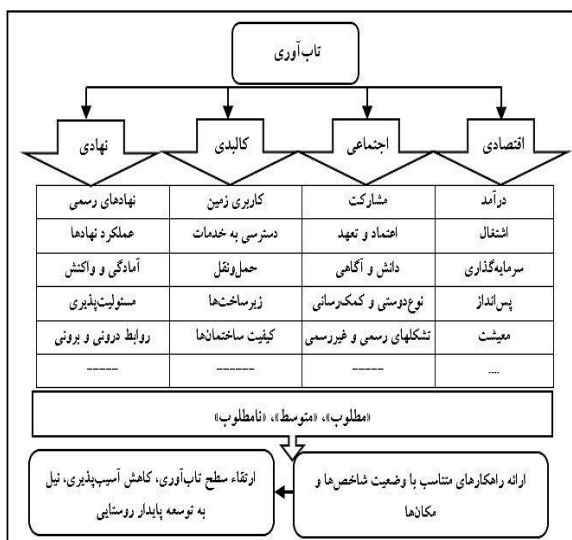 تاب‌آوری
اقتصادی اجتماعی کالبدی نهادی
درآمد مشارکت کاربری زمین نهادهای رسمی
اشتغال اعتماد و تعهد دسترسی به خدمات عملکرد نهادها
سرمایه‌گذاری دانش و آگاهی حمل‌ونقل آمادگی و واکنش
پس‌انداز نوع‌دوستی و کمک‌رسانی زیرساخت‌ها مسئولیت‌پذیری
معیشت تشکلهای رسمی و غیررسمی کیفیت ساختمان‌ها روابط درونی و برونی
.... ----- ----- -----
«مطلوب»، «متوسط»، «نامطلوب»
ارائه راهکارهای متناسب با وضعیت شاخص‌ها و
مکان‌ها
ارتقاء سطح تاب‌آوری، کاهش آسیب‌پذیری، نیل
به توسعه پایدار روستایی